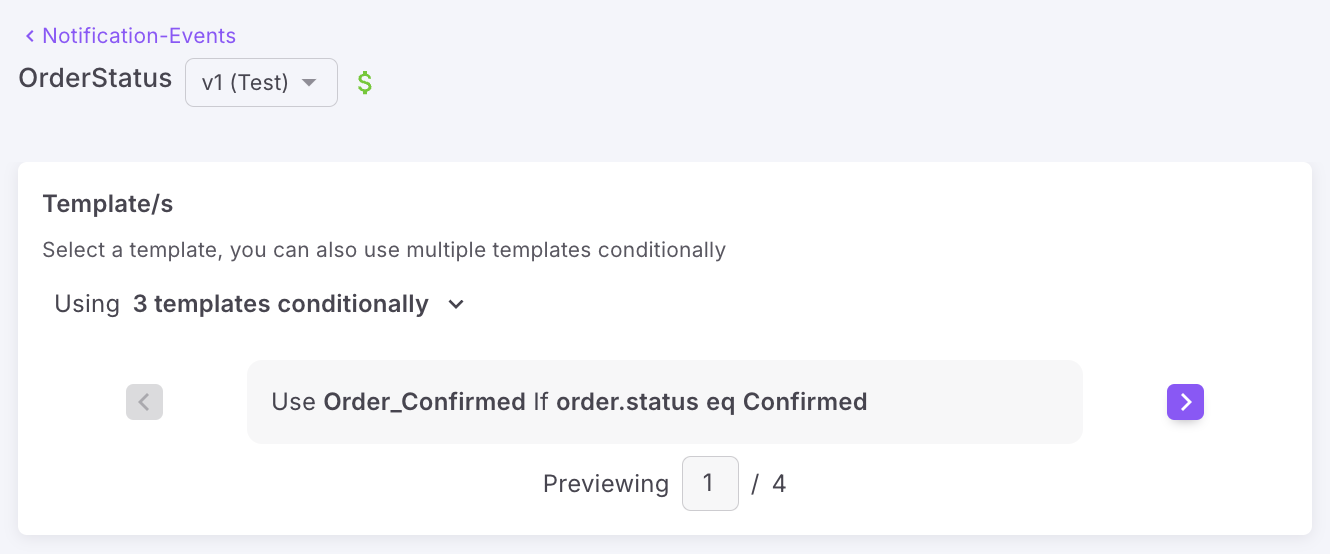 Notification-Events
OrderStatus v1 (Test) $
Template/s
Select a template, you can also use multiple templates conditionally
Using 3 templates conditionally
Use Order_Confirmed If order.status eq Confirmed
Previewing 1 / 4